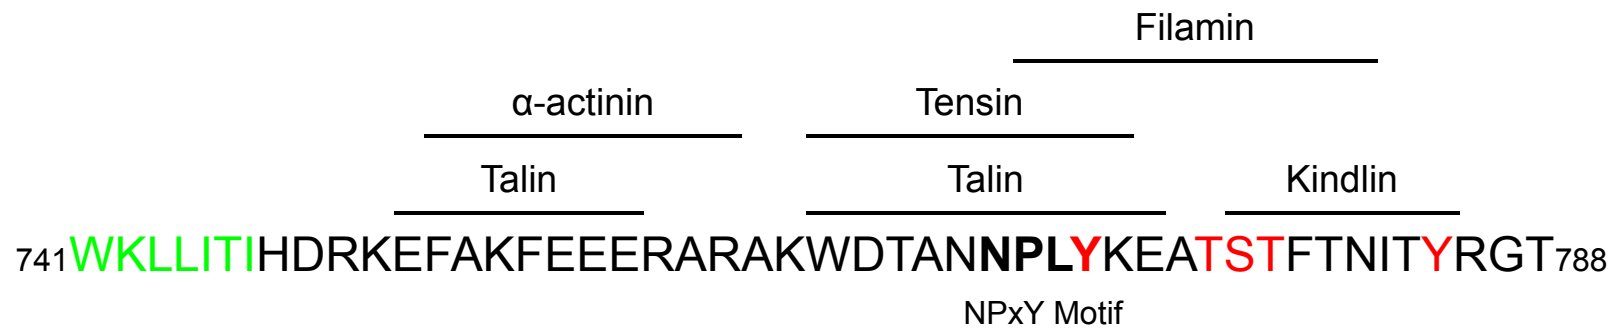 Filamin
α-actinin Tensin
Talin Talin Kindlin
741WKLLITIHDRKEFAKFEEERARAKWDTANNPLYKEATSTFTNITYRGT788
NPxY Motif